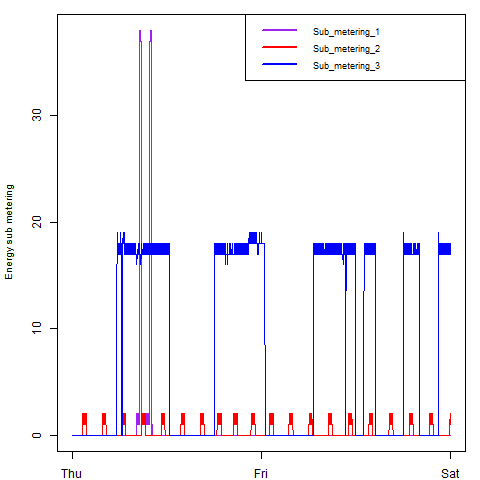 Sub_metering_1
Sub_metering_2
Sub_metering_3
Energy sub metering
30
20
10
0
Thu Fri Sat